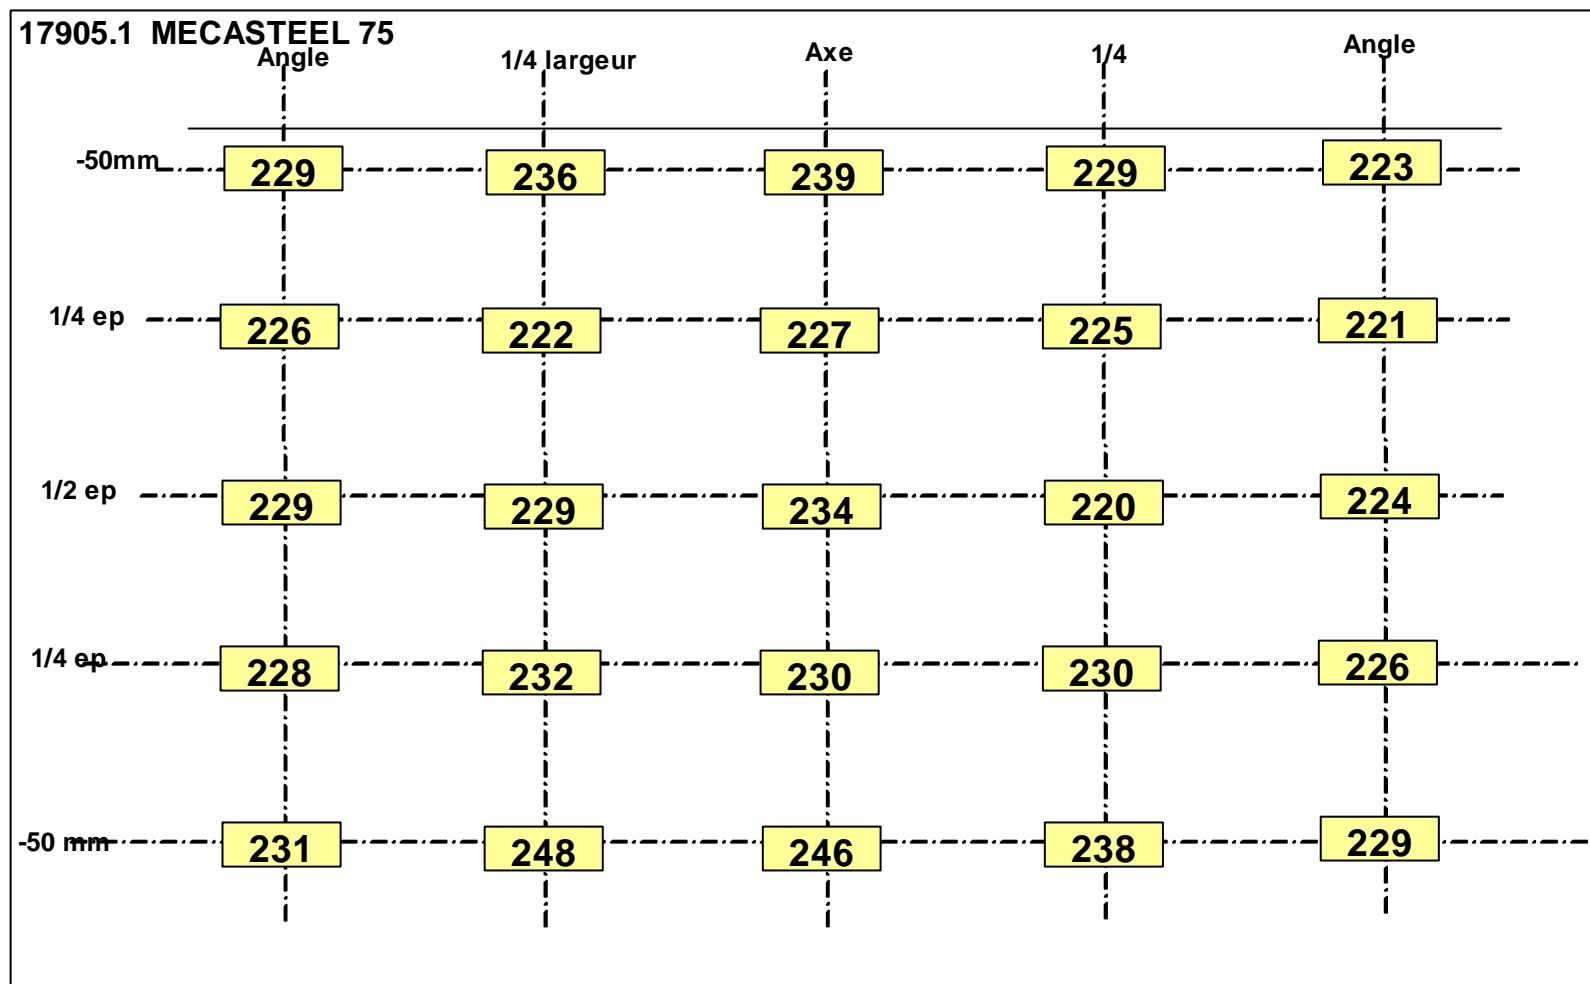 17905.1 MECASTEEL 75
Angle 1/4 largeur Axe 1/4 Angle
-50mm 229 236 239 229 223
1/4 ep 226 222 227 225 221
1/2 ep 229 229 234 220 224
1/4 ep 228 232 230 230 226
-50 mm 231 248 246 238 229